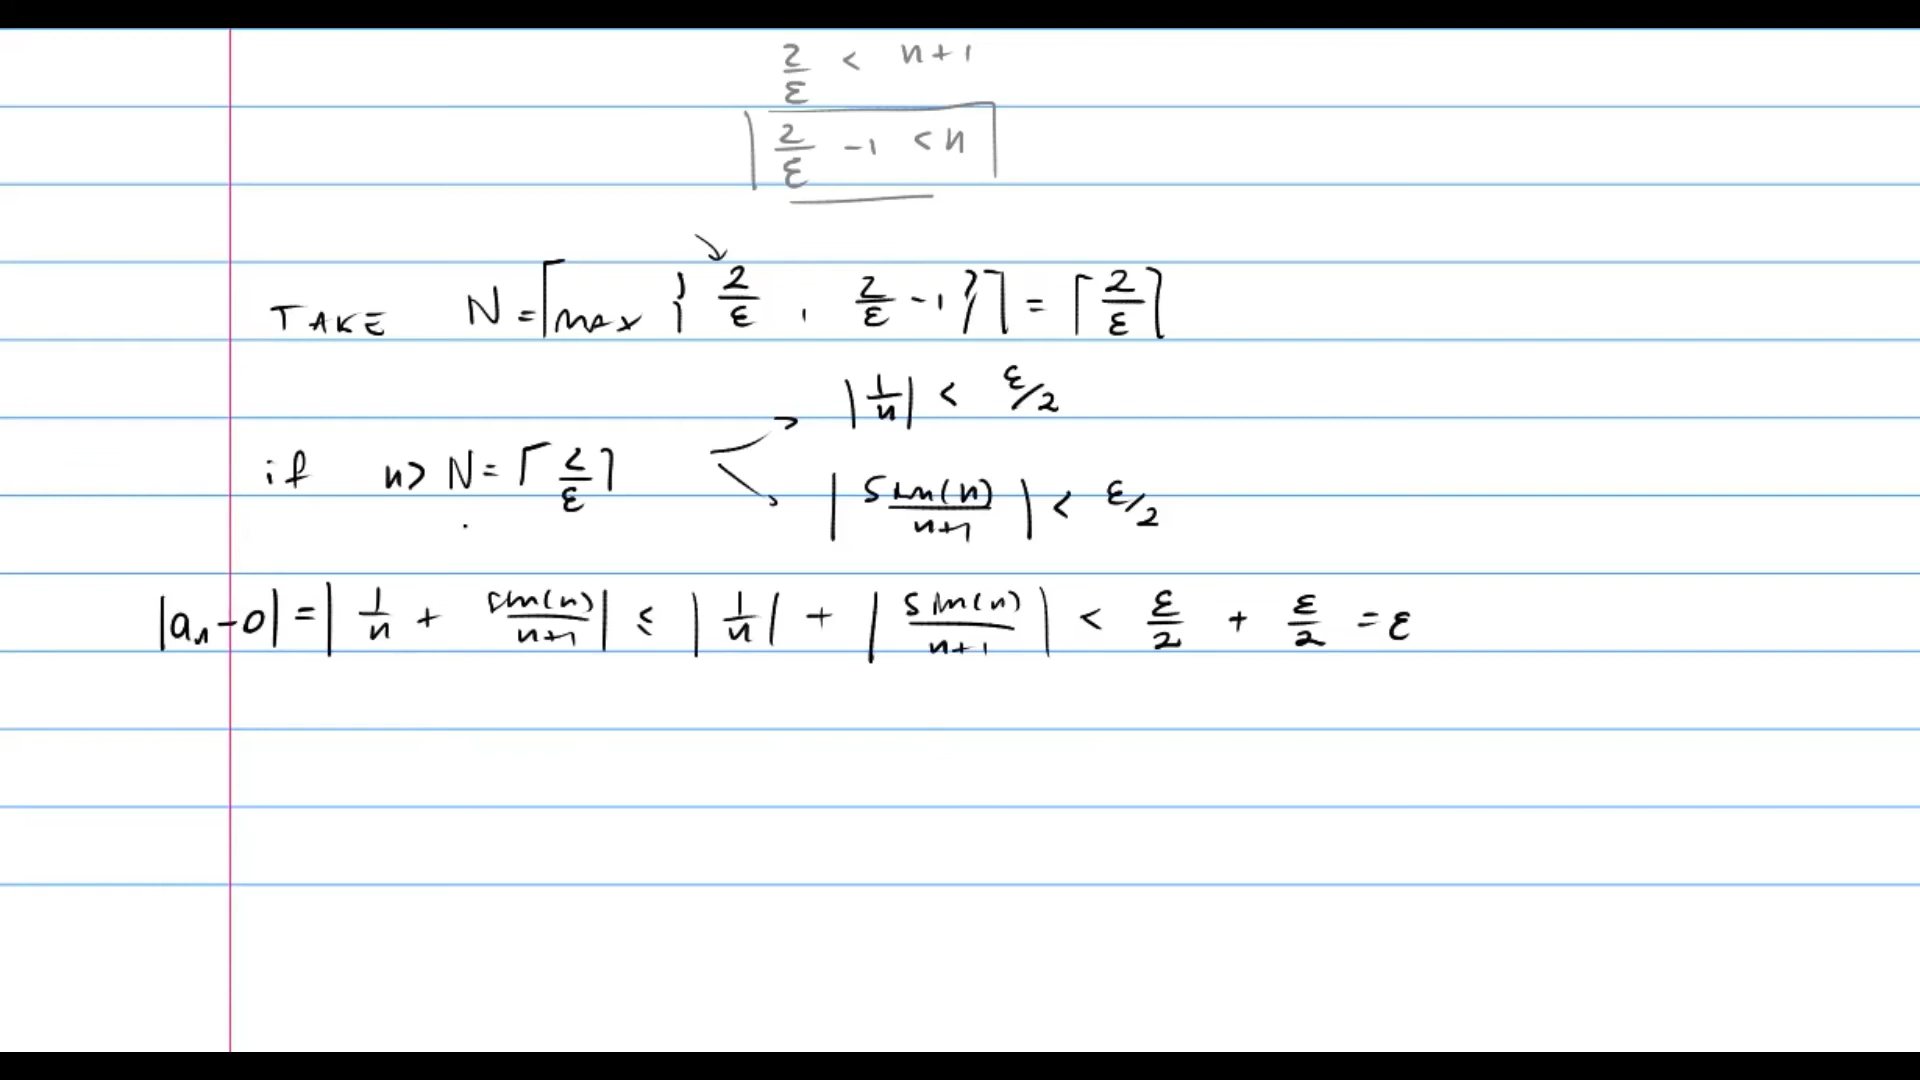 2/ε < n+1
2/ε -1 < n
TAKE N = ⌈max { 2/ε , 2/ε -1 }⌉ = ⌈2/ε⌉
|1/n| < ε/2
if n > N = ⌈2/ε⌉
|sin(n)/(n+1)| < ε/2
|aₙ-0| = |1/n + sin(n)/(n+1)| ≤ |1/n| + |sin(n)/(n+1)| < ε/2 + ε/2 = ε